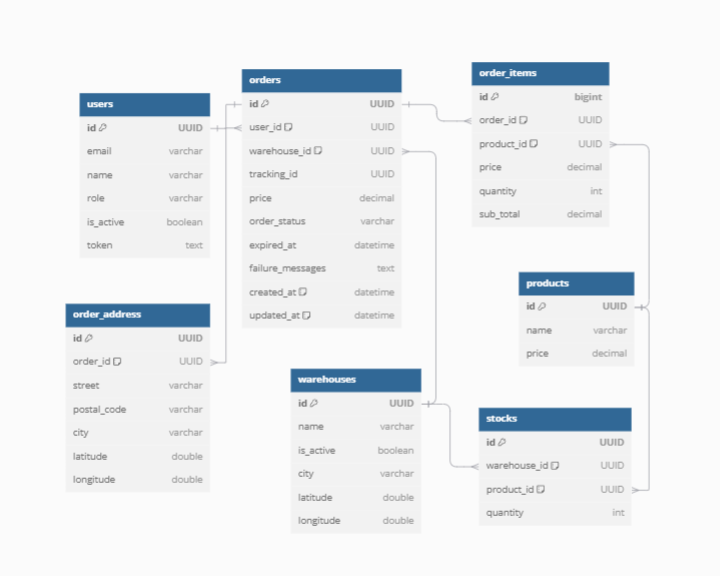 users
id UUID
email varchar
name varchar
role varchar
is_active boolean
token text
orders
id UUID
user_id UUID
warehouse_id UUID
tracking_id UUID
price decimal
order_status varchar
expired_at datetime
failure_messages text
created_at datetime
updated_at datetime
order_items
id bigint
order_id UUID
product_id UUID
price decimal
quantity int
sub_total decimal
order_address
id UUID
order_id UUID
street varchar
postal_code varchar
city varchar
latitude double
longitude double
warehouses
id UUID
name varchar
is_active boolean
city varchar
latitude double
longitude double
products
id UUID
name varchar
price decimal
stocks
id UUID
warehouse_id UUID
product_id UUID
quantity int